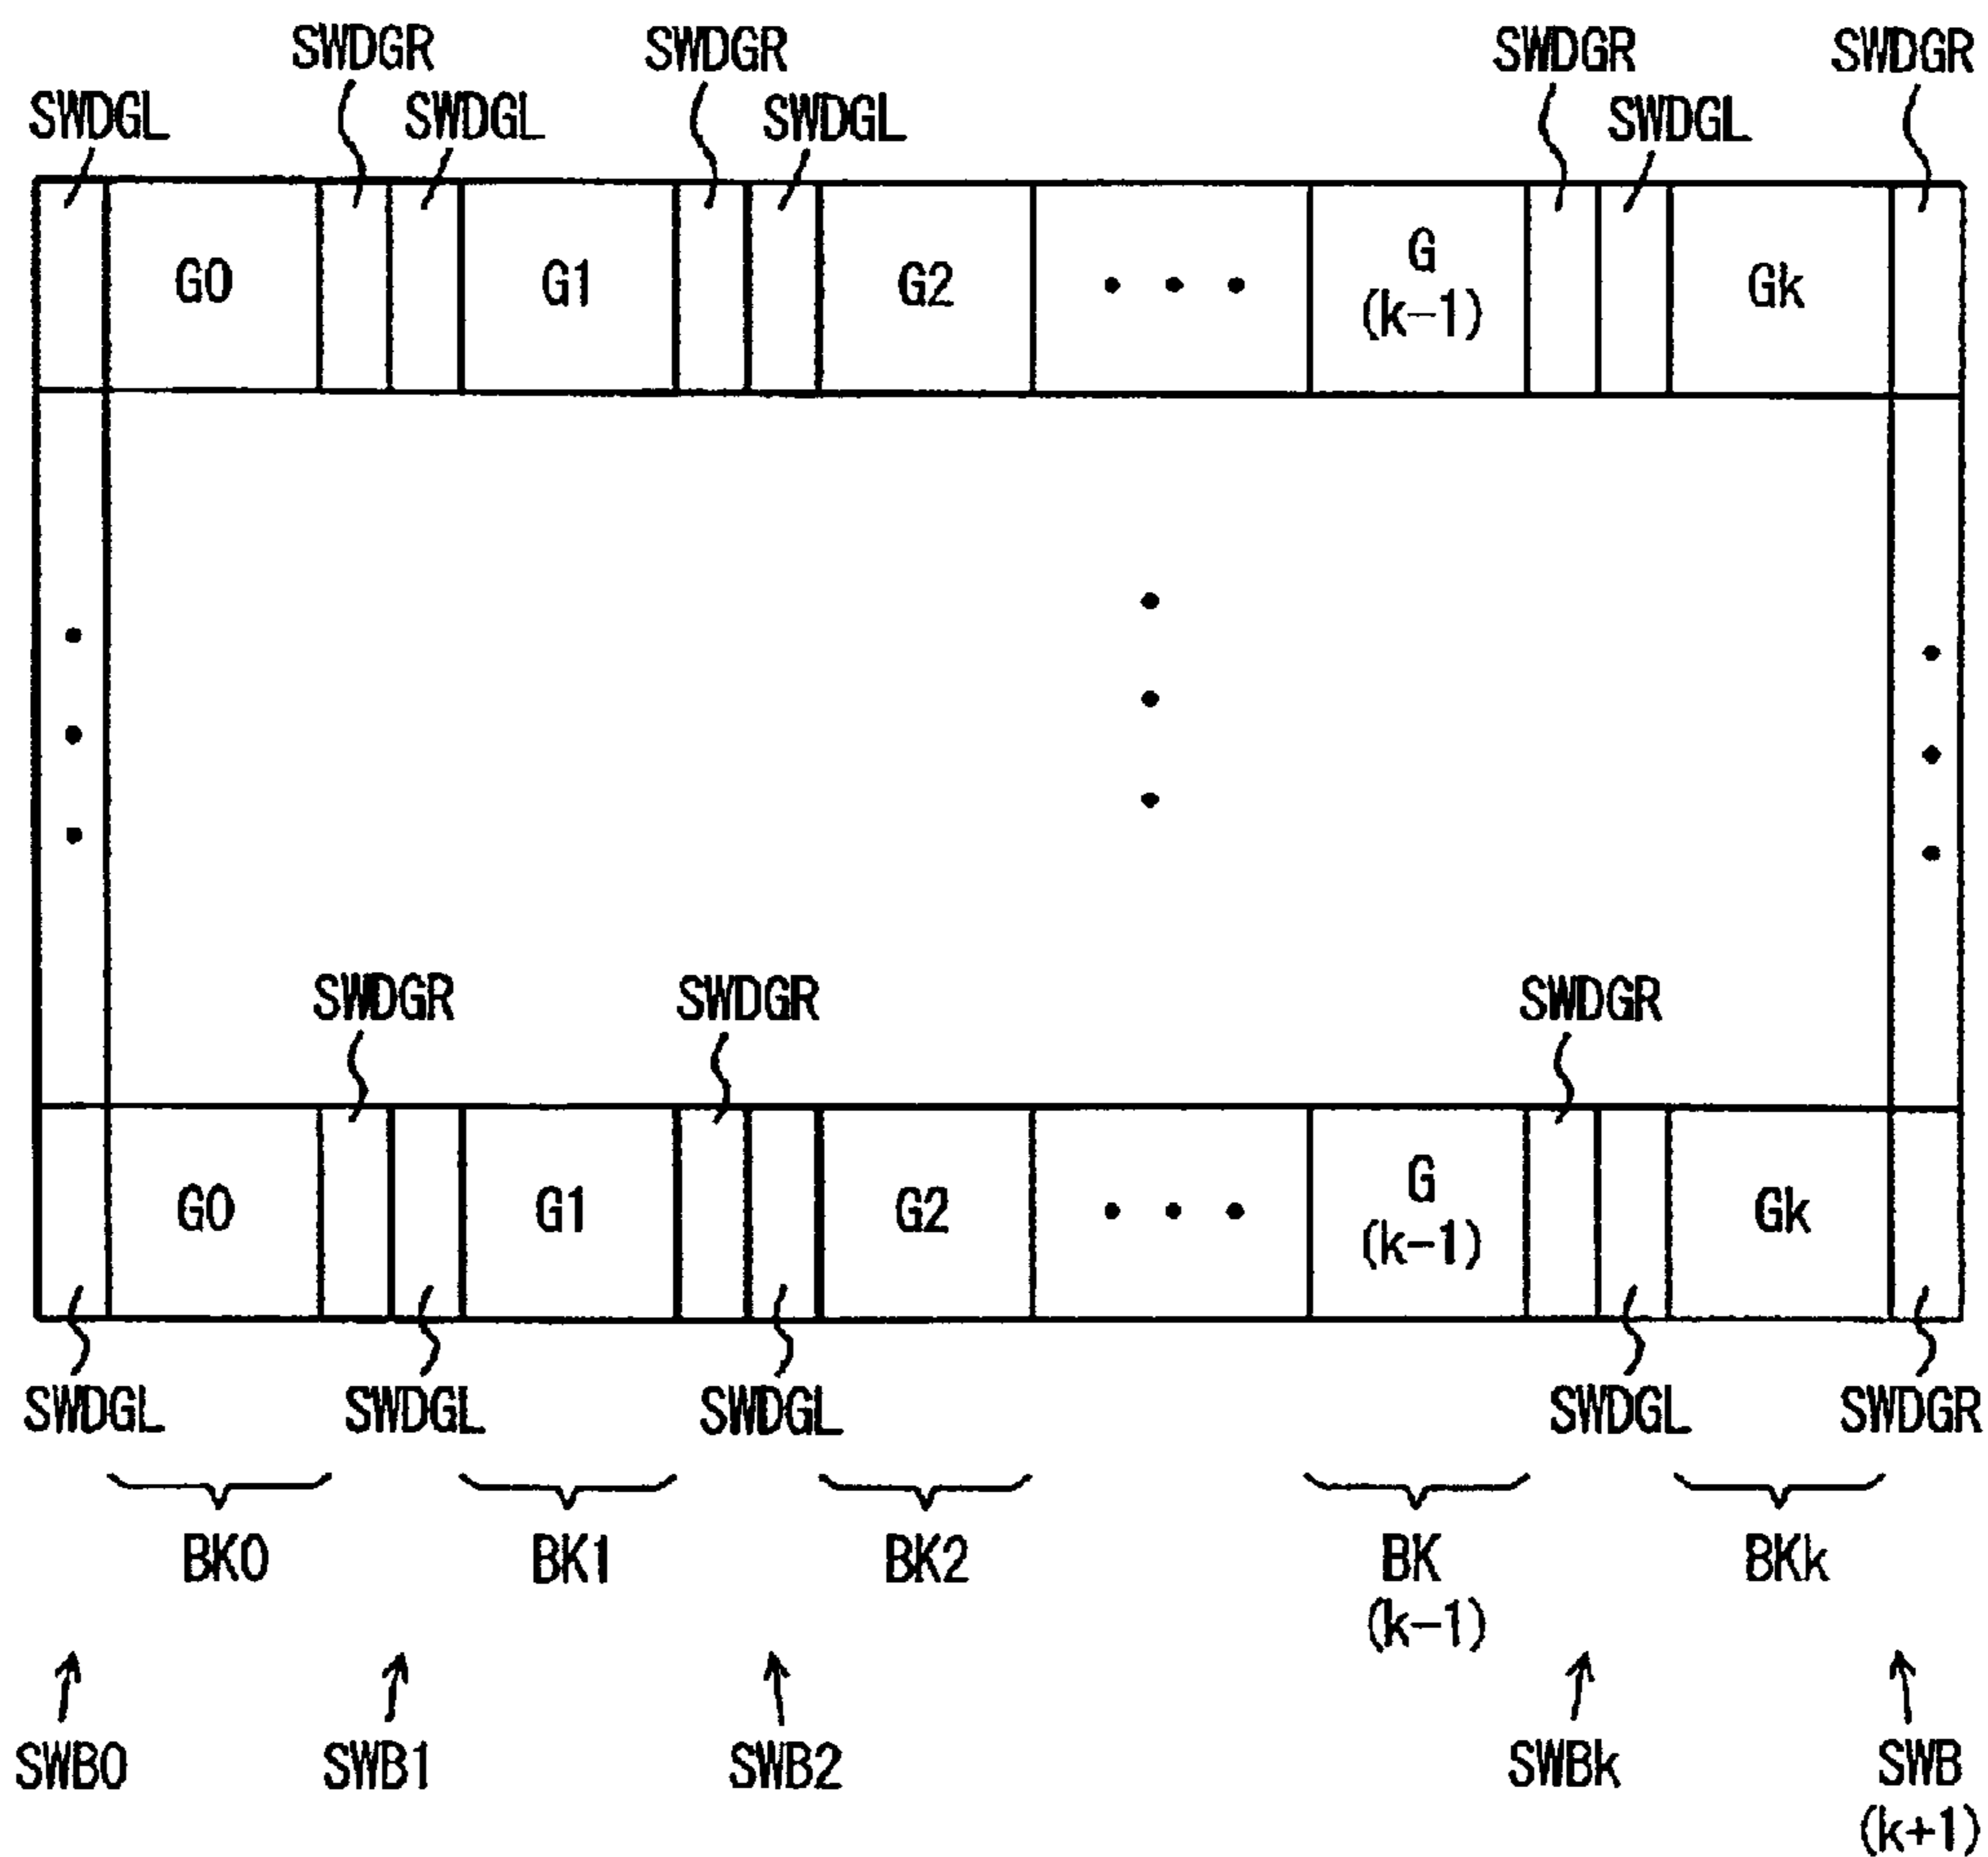 SWDGR SWDGR SWDGR SWDGR
SWDGL SWDGL SWDGL SWDGL
G0 G1 G2 G (k-1) Gk
SWDGR SWDGR SWDGR
G0 G1 G2 G (k-1) Gk
SWDGL SWDGL SWDGL SWDGL SWDGR
BK0 BK1 BK2 BK (k-1) BKk
SWB0 SWB1 SWB2 SWBk SWB (k+1)